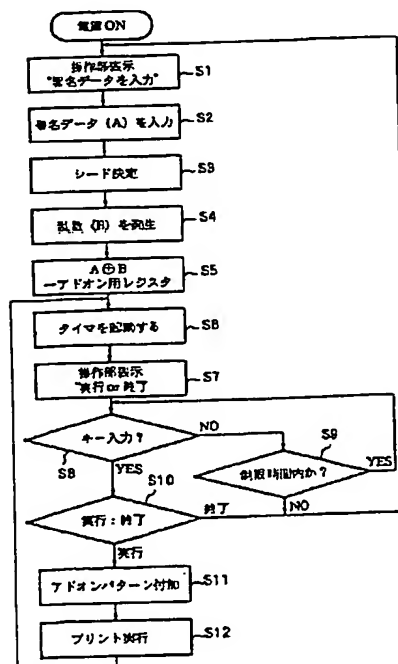 電源ON
操作部表示
"署名データを入力"
S1
署名データ（A）を入力
S2
シード決定
S3
乱数（B）を発生
S4
A⊕B
→アドオン用レジスタ
S5
タイマを起動する
S6
操作部表示
"実行or終了
S7
キー入力？
NO
S8
YES
制限時間内か？
S9
YES
NO
S10
実行：終了
終了
実行
アドオンパターン付加
S11
プリント実行
S12